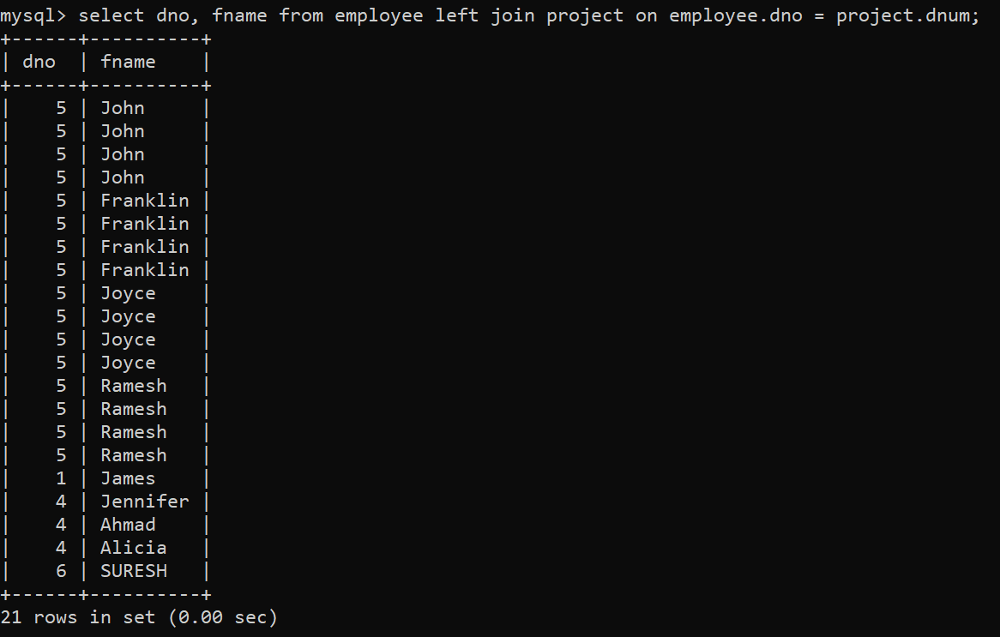 mysql> select dno, fname from employee left join project on employee.dno = project.dnum;
+------+----------+
| dno  | fname    |
+------+----------+
|    5 | John     |
|    5 | John     |
|    5 | John     |
|    5 | John     |
|    5 | Franklin |
|    5 | Franklin |
|    5 | Franklin |
|    5 | Franklin |
|    5 | Joyce    |
|    5 | Joyce    |
|    5 | Joyce    |
|    5 | Joyce    |
|    5 | Ramesh   |
|    5 | Ramesh   |
|    5 | Ramesh   |
|    5 | Ramesh   |
|    1 | James    |
|    4 | Jennifer |
|    4 | Ahmad    |
|    4 | Alicia   |
|    6 | SURESH   |
+------+----------+
21 rows in set (0.00 sec)